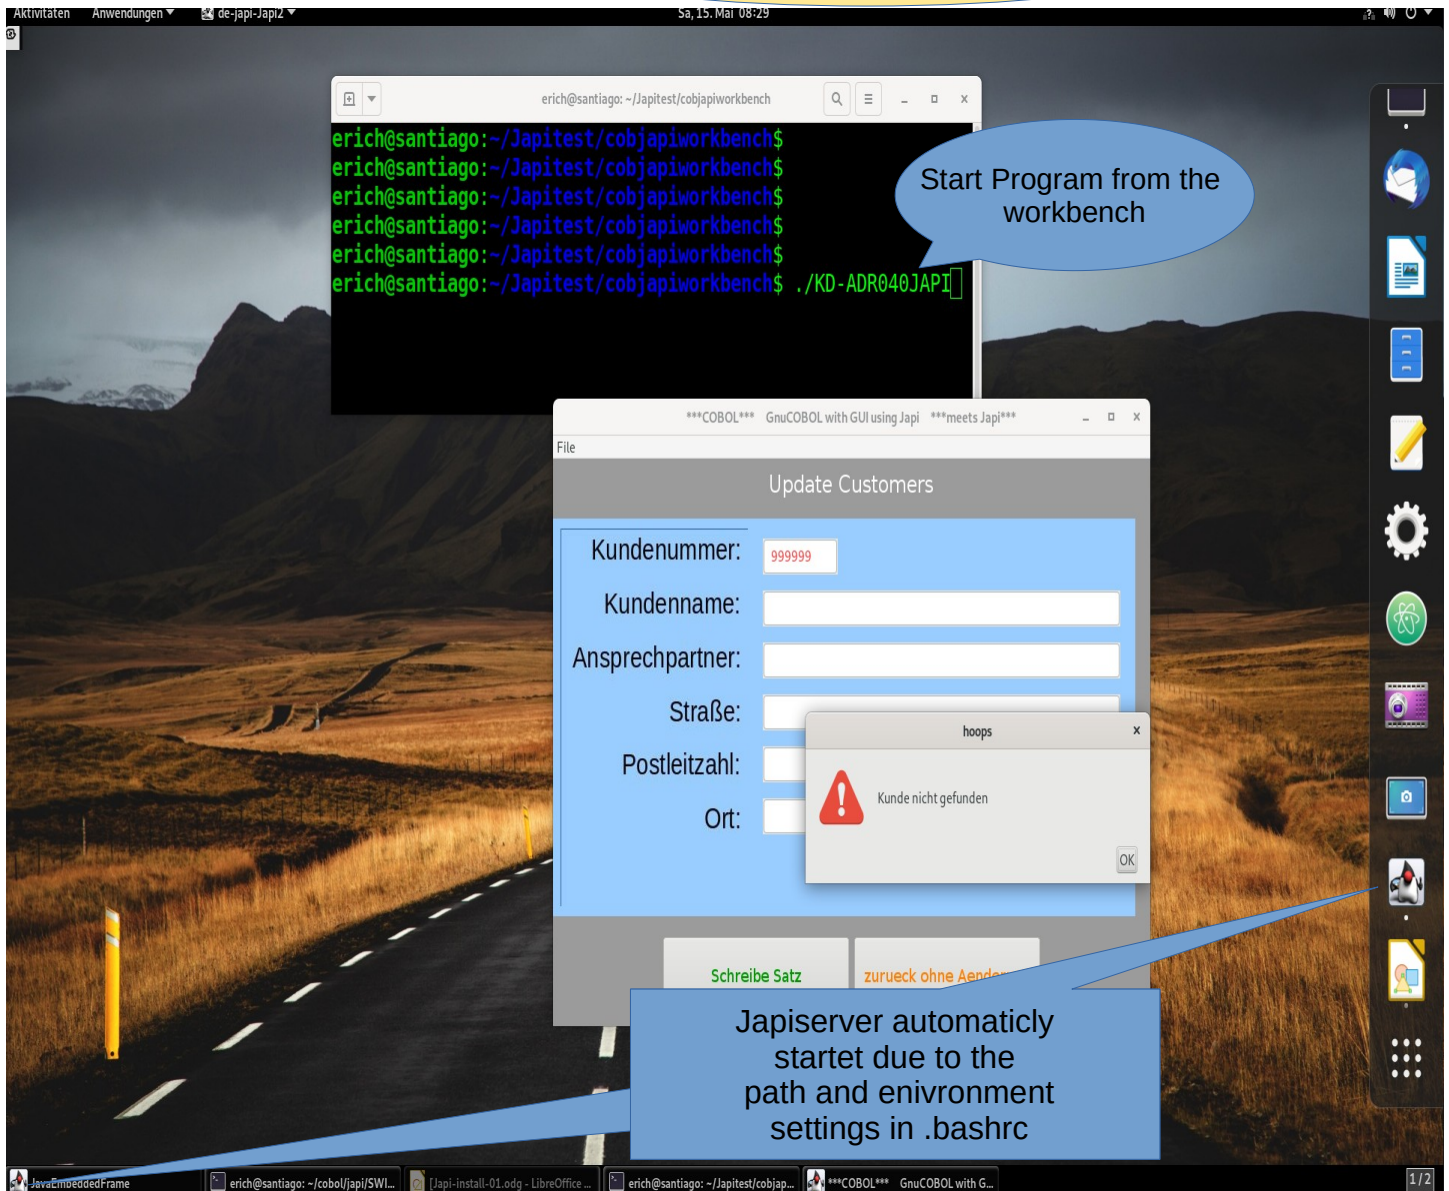 Aktivitäten Anwendungen de-japi-Japi2 Sa, 15. Mai 08:29
erich@santiago: ~/Japitest/cobjapiworkbench
erich@santiago:~/Japitest/cobjapiworkbench$
erich@santiago:~/Japitest/cobjapiworkbench$
erich@santiago:~/Japitest/cobjapiworkbench$
erich@santiago:~/Japitest/cobjapiworkbench$
erich@santiago:~/Japitest/cobjapiworkbench$
erich@santiago:~/Japitest/cobjapiworkbench$ ./KD-ADR040JAPI
Start Program from the
workbench
***COBOL*** GnuCOBOL with GUI using Japi ***meets Japi***
File
Update Customers
Kundenummer: 999999
Kundenname:
Ansprechpartner:
Straße:
Postleitzahl:
Ort:
hoops
Kunde nicht gefunden
OK
Schreibe Satz
zurueck ohne
Japiserver automaticly
startet due to the
path and enivronment
settings in .bashrc
JavaEmbeddedFrame
erich@santiago: ~/cobol/japi/SWI...
[Japi-install-01.odg - LibreOffice ...
erich@santiago: ~/Japitest/cobjap...
***COBOL*** GnuCOBOL with G...
1/2